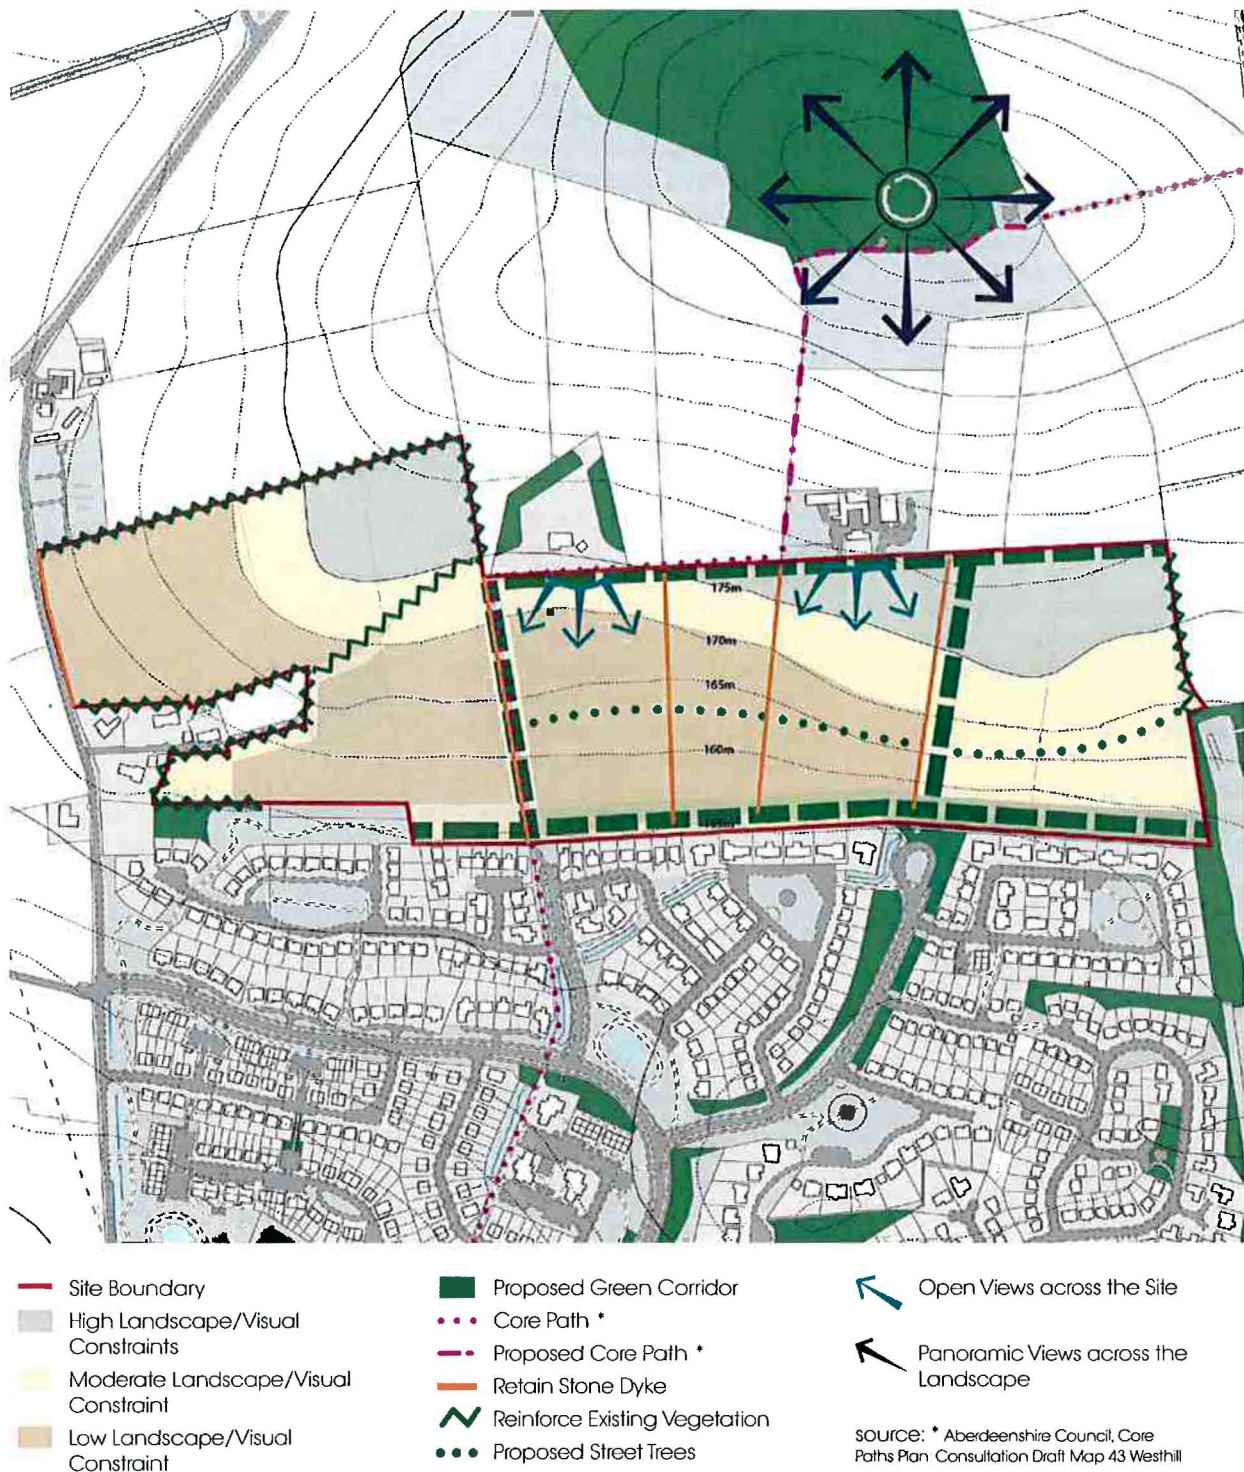 175m
170m
165m
160m
Site Boundary
High Landscape/Visual
Constraints
Moderate Landscape/Visual
Constraint
Low Landscape/Visual
Constraint
Proposed Green Corridor
Core Path *
Proposed Core Path *
Retain Stone Dyke
Reinforce Existing Vegetation
Proposed Street Trees
Open Views across the Site
Panoramic Views across the
Landscape
source: * Aberdeenshire Council, Core
Paths Plan: Consultation Draft Map 43 Westhill